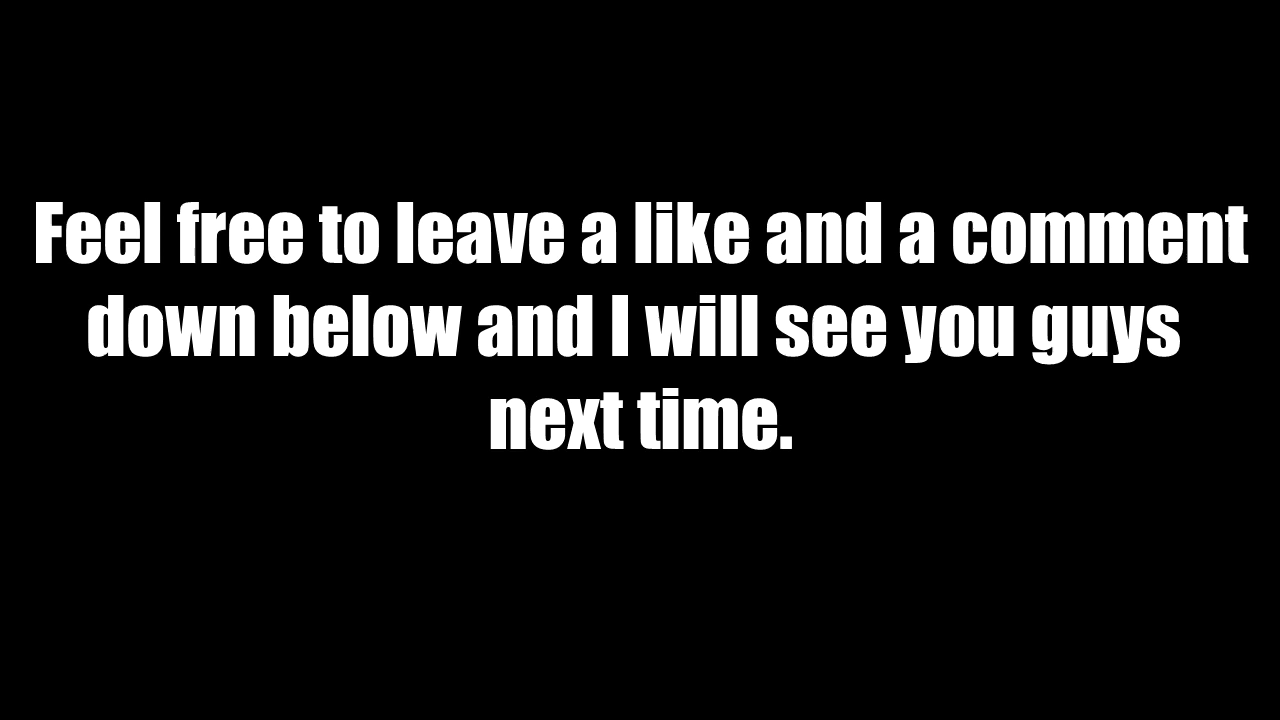 Feel free to leave a like and a comment
down below and I will see you guys
next time.